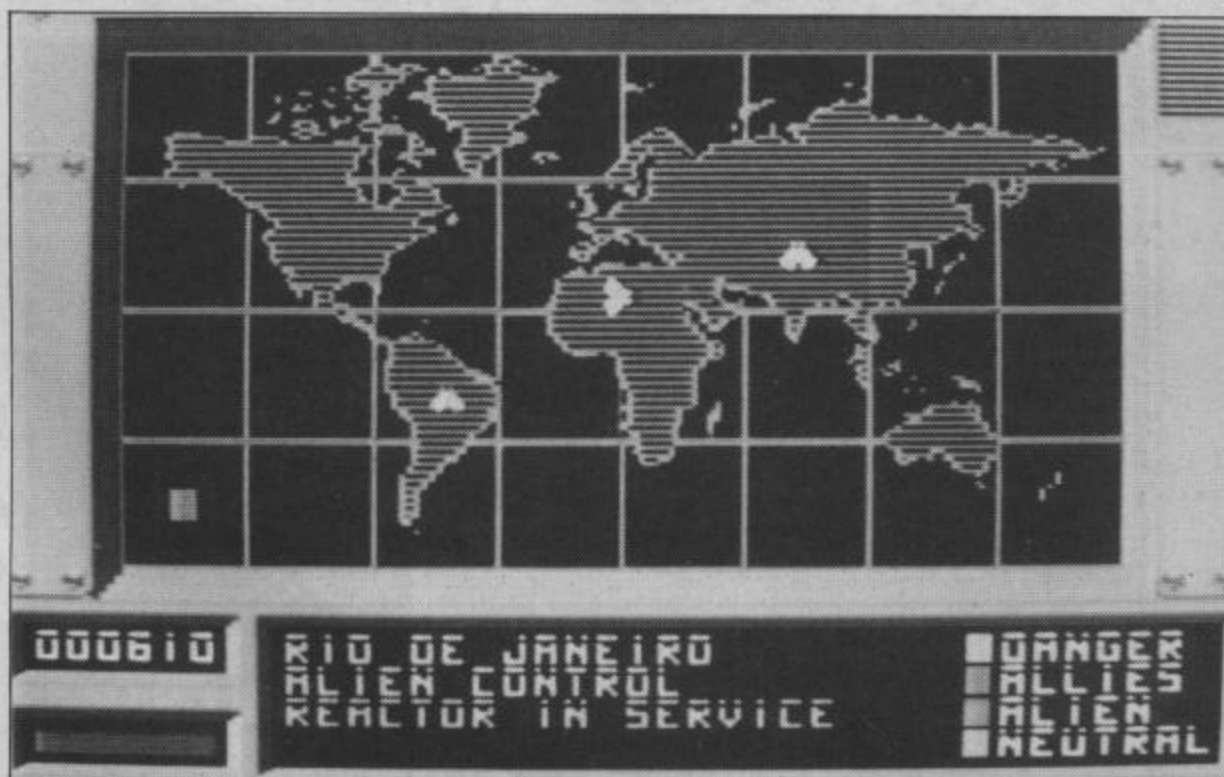 000610
RIO DE JANEIRO
ALIEN CONTROL
REACTOR IN SERVICE
DANGER
ALLIES
ALIEN
NEUTRAL